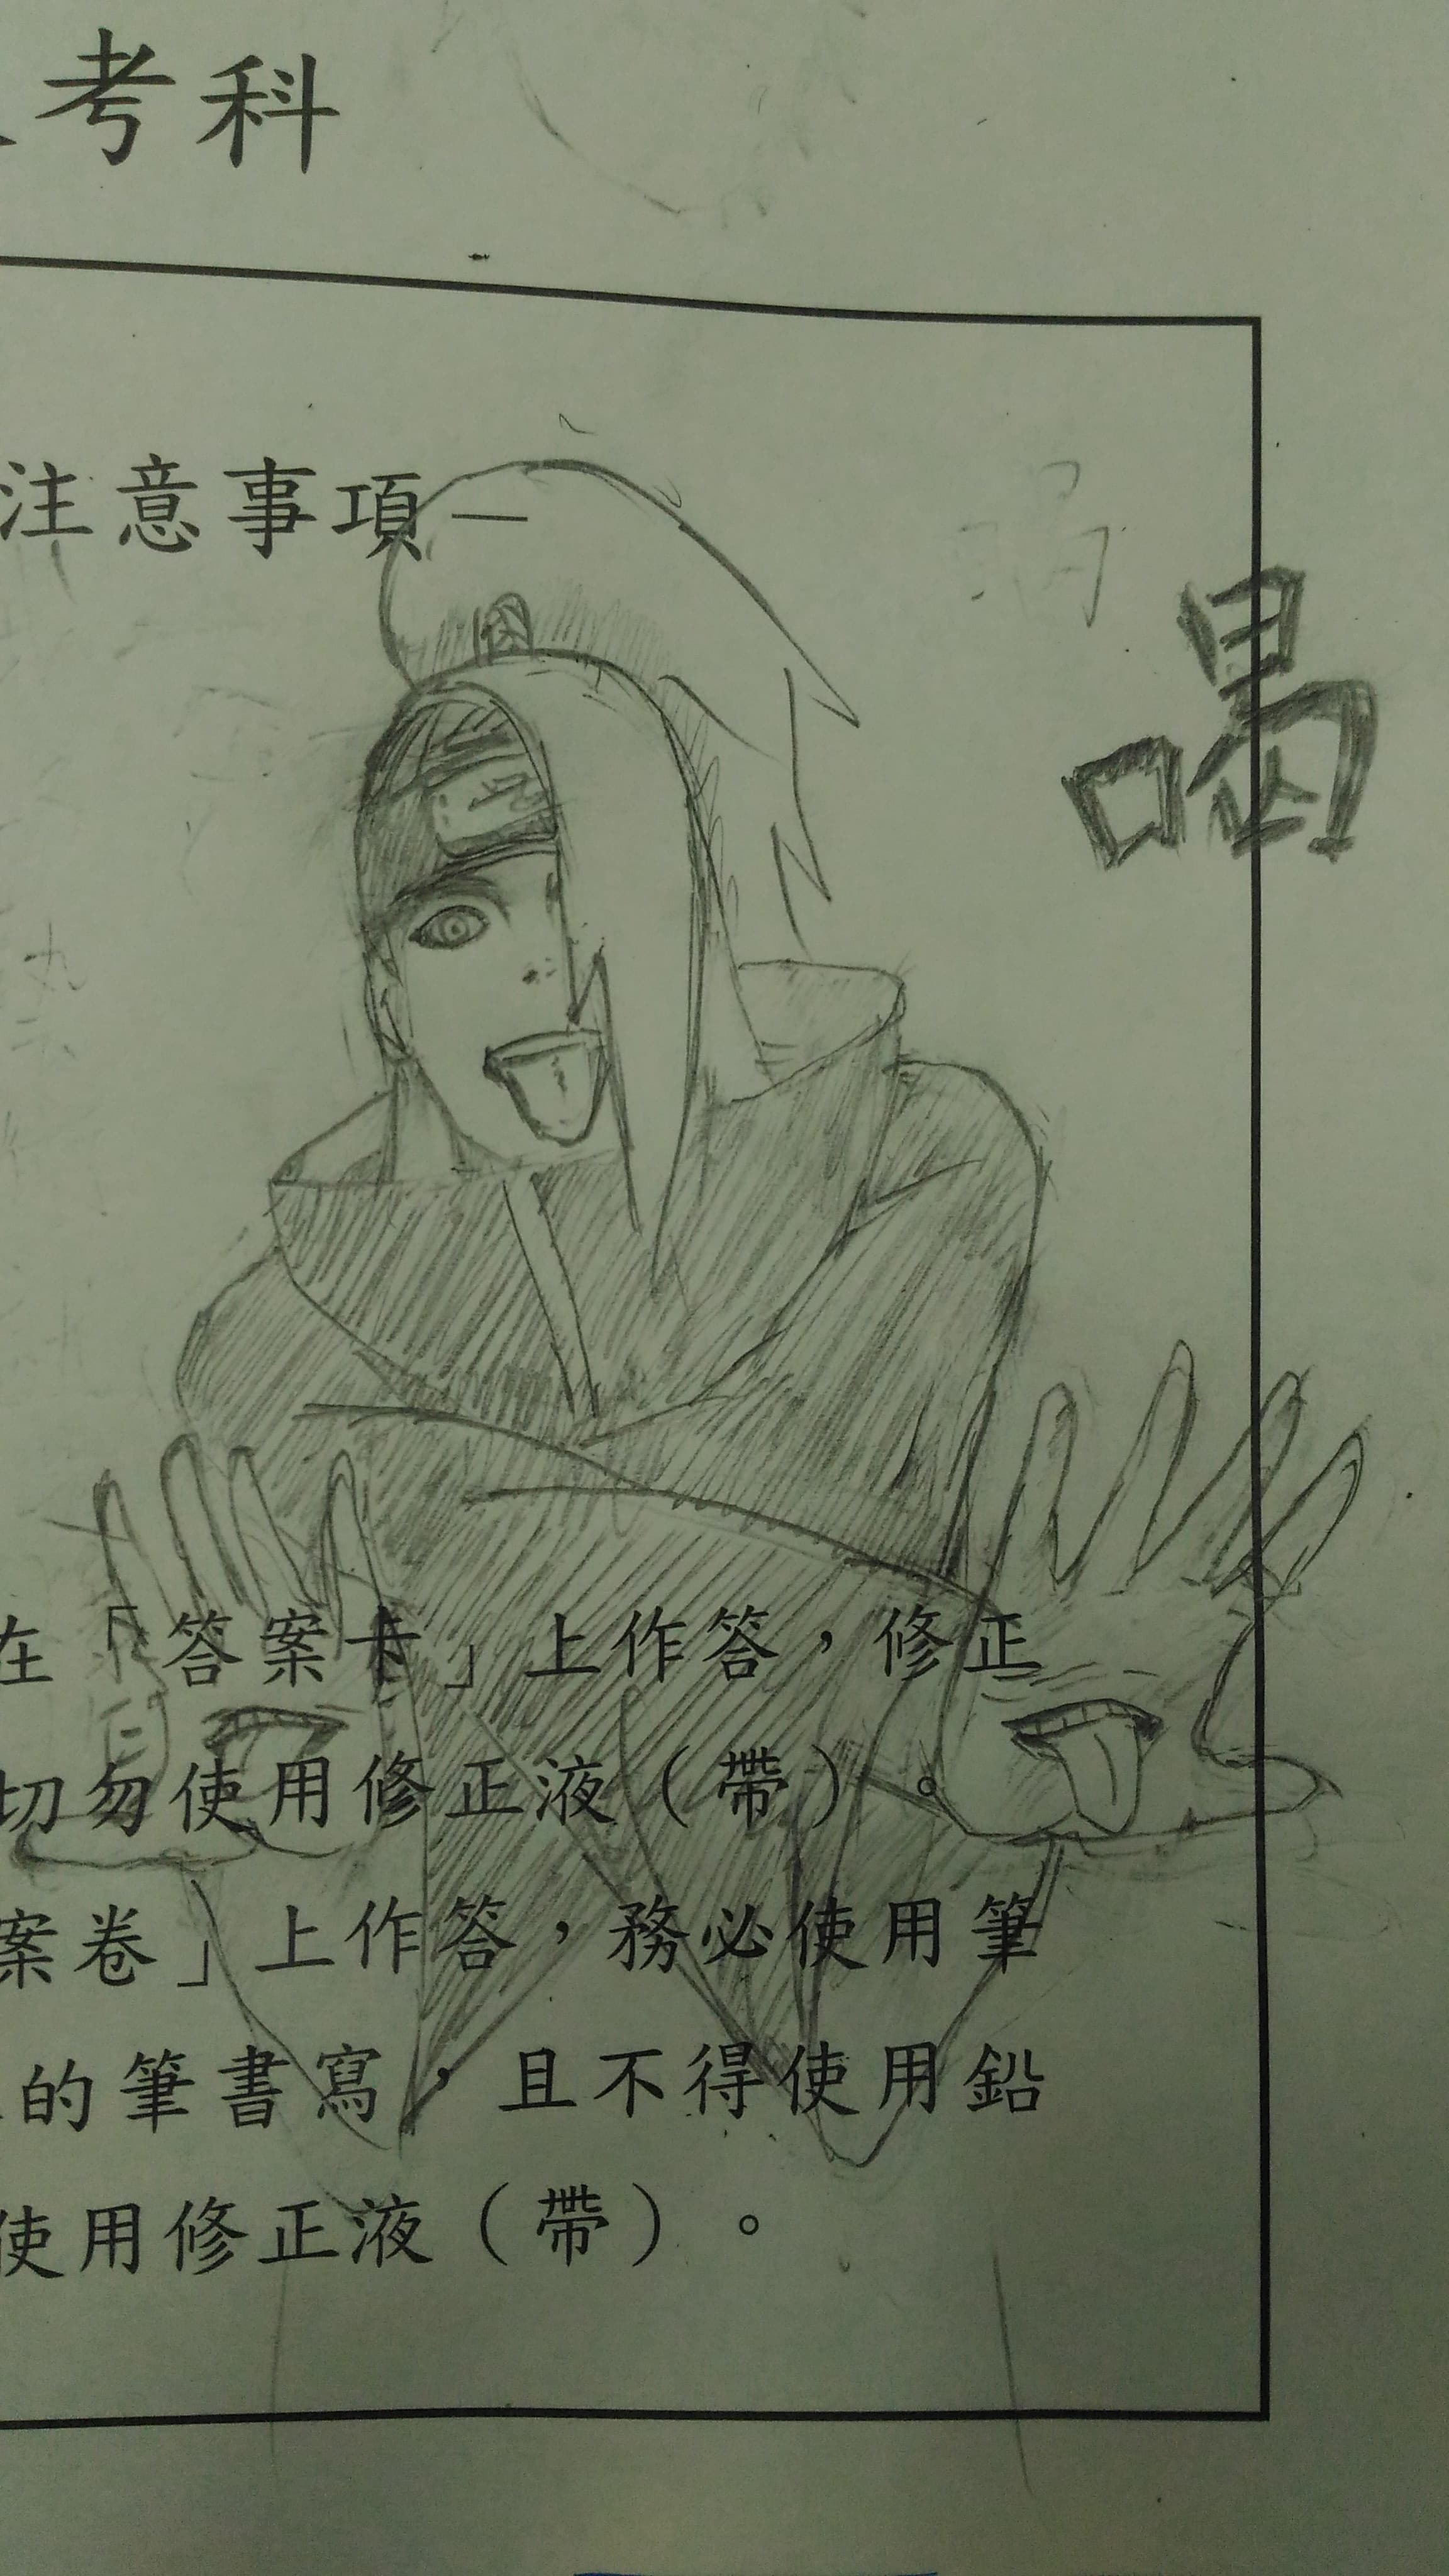 考科
注意事項—
喝
在「答案卡」上作答，修正
切勿使用修正液（帶）。
案卷」上作答，務必使用筆
的筆書寫，且不得使用鉛
使用修正液（帶）。